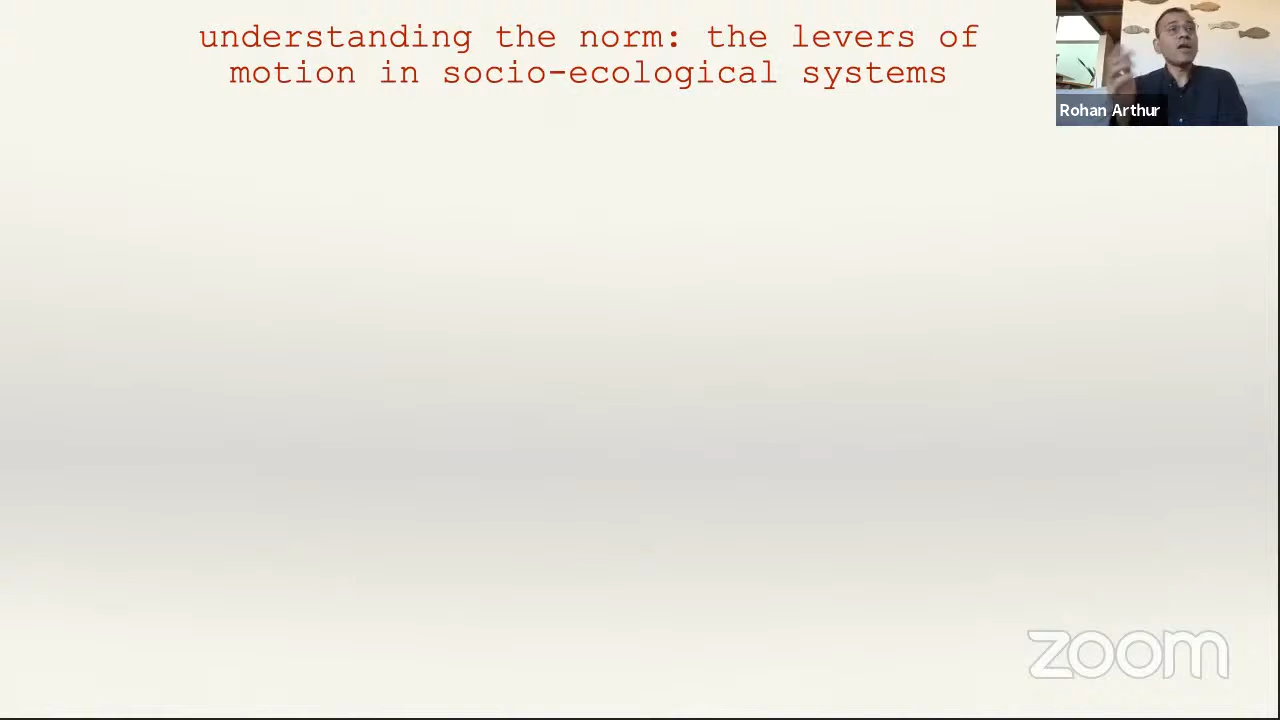 understanding the norm: the levers of
motion in socio-ecological systems
Rohan Arthur
zoom